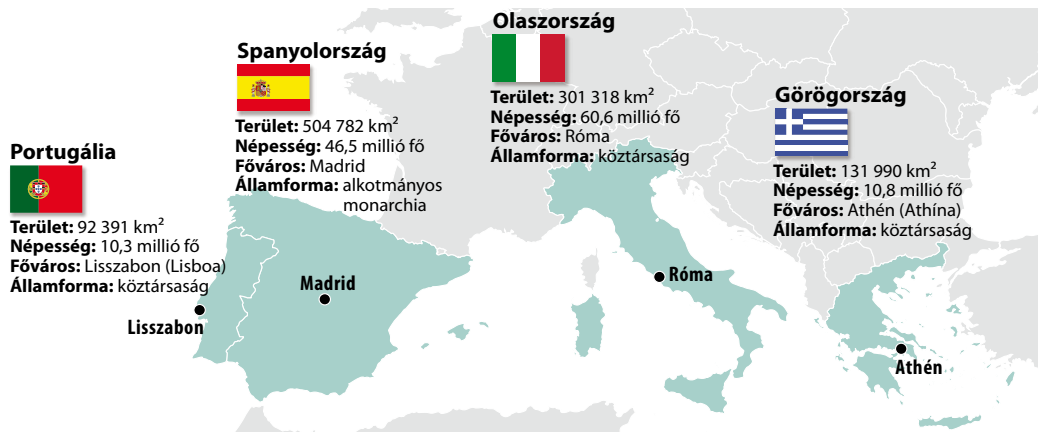 Portugália
Terület: 92 391 km²
Népesség: 10,3 millió fő
Főváros: Lisszabon (Lisboa)
Államforma: köztársaság
Spanyolország
Terület: 504 782 km²
Népesség: 46,5 millió fő
Főváros: Madrid
Államforma: alkotmányos
monarchia
Olaszország
Terület: 301 318 km²
Népesség: 60,6 millió fő
Főváros: Róma
Államforma: köztársaság
Görögország
Terület: 131 990 km²
Népesség: 10,8 millió fő
Főváros: Athén (Athína)
Államforma: köztársaság
Lisszabon
Madrid
Róma
Athén